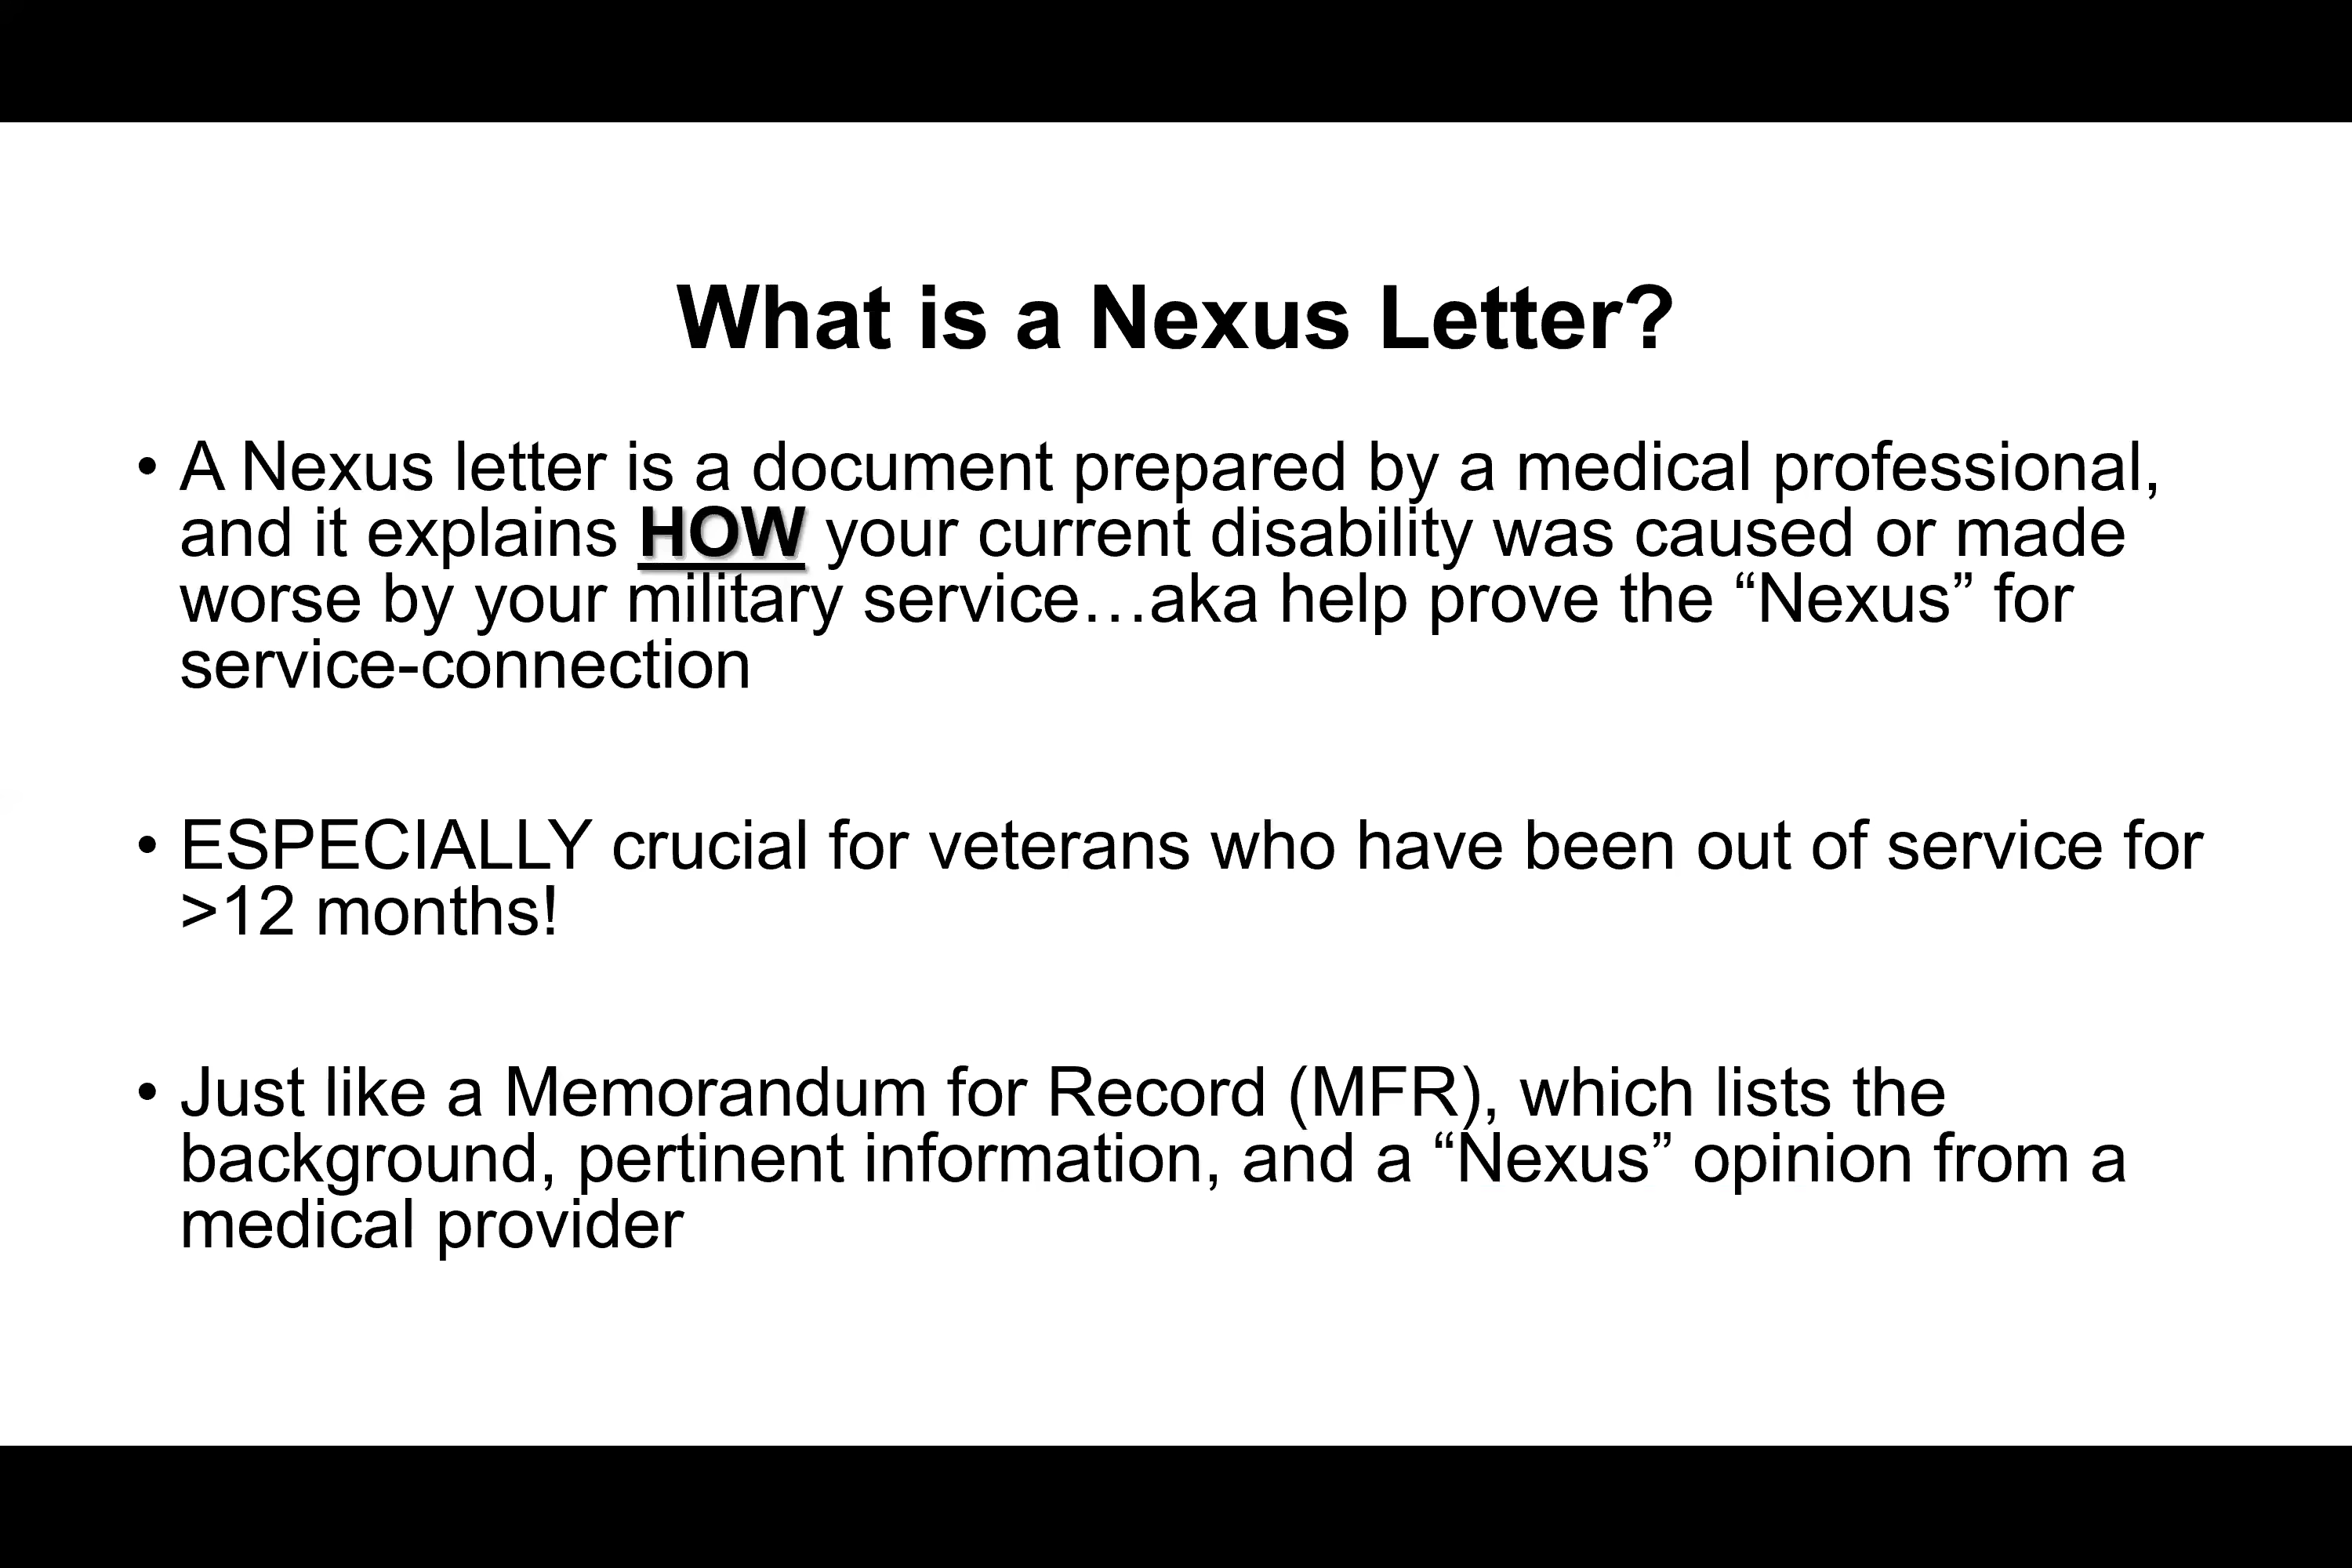 What is a Nexus Letter?
• A Nexus letter is a document prepared by a medical professional,
and it explains HOW your current disability was caused or made
worse by your military service…aka help prove the “Nexus” for
service-connection
• ESPECIALLY crucial for veterans who have been out of service for
>12 months!
• Just like a Memorandum for Record (MFR), which lists the
background, pertinent information, and a “Nexus” opinion from a
medical provider